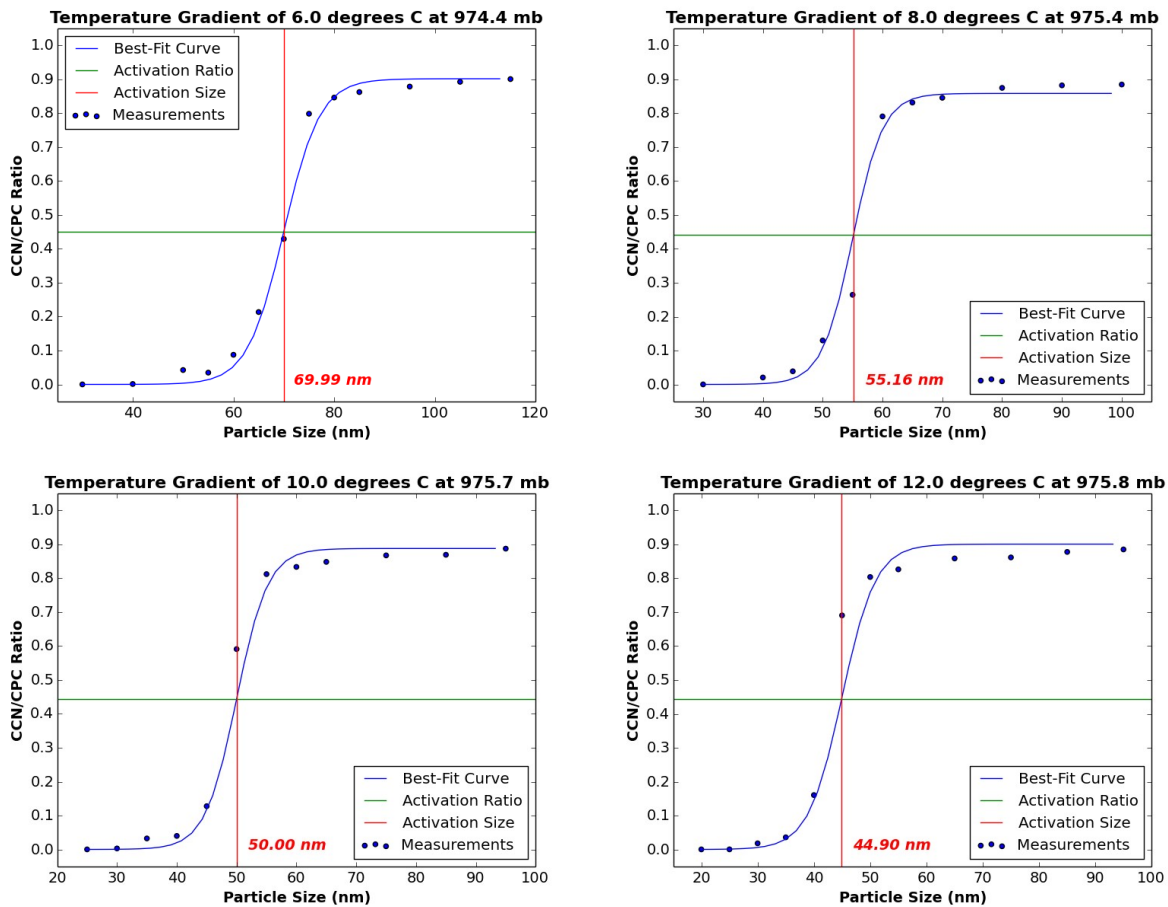 Temperature Gradient of 6.0 degrees C at 974.4 mb
1.0
0.9
0.8
0.7
0.6
0.5
0.4
0.3
0.2
0.1
0.0
CCN/CPC Ratio
Best-Fit Curve
Activation Ratio
Activation Size
Measurements
69.99 nm
40
60
80
100
120
Particle Size (nm)
Temperature Gradient of 8.0 degrees C at 975.4 mb
1.0
0.9
0.8
0.7
0.6
0.5
0.4
0.3
0.2
0.1
0.0
CCN/CPC Ratio
Best-Fit Curve
Activation Ratio
Activation Size
Measurements
55.16 nm
30
40
50
60
70
80
90
100
Particle Size (nm)
Temperature Gradient of 10.0 degrees C at 975.7 mb
1.0
0.9
0.8
0.7
0.6
0.5
0.4
0.3
0.2
0.1
0.0
CCN/CPC Ratio
Best-Fit Curve
Activation Ratio
Activation Size
Measurements
50.00 nm
20
30
40
50
60
70
80
90
100
Particle Size (nm)
Temperature Gradient of 12.0 degrees C at 975.8 mb
1.0
0.9
0.8
0.7
0.6
0.5
0.4
0.3
0.2
0.1
0.0
CCN/CPC Ratio
Best-Fit Curve
Activation Ratio
Activation Size
Measurements
44.90 nm
20
30
40
50
60
70
80
90
100
Particle Size (nm)